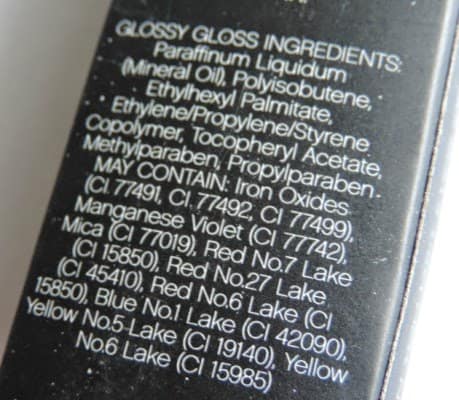 GLOSSY GLOSS INGREDIENTS:
Paraffinum Liquidum
(Mineral Oil), Polyisobutene,
Ethylhexyl Palmitate,
Ethylene/Propylene/Styrene
Copolymer, Tocopheryl Acetate,
Methylparaben, Propylparaben
MAY CONTAIN: Iron Oxides
(CI 77491, CI 77492, CI 77499),
Manganese Violet (CI 77742),
Mica (CI 77019), Red No.7 Lake
(CI 15850), Red No.27 Lake
(CI 45410), Red No.6 Lake (CI
15850), Blue No.1 Lake (CI 42090),
Yellow No.5 Lake (CI 19140), Yellow
No.6 Lake (CI 15985)